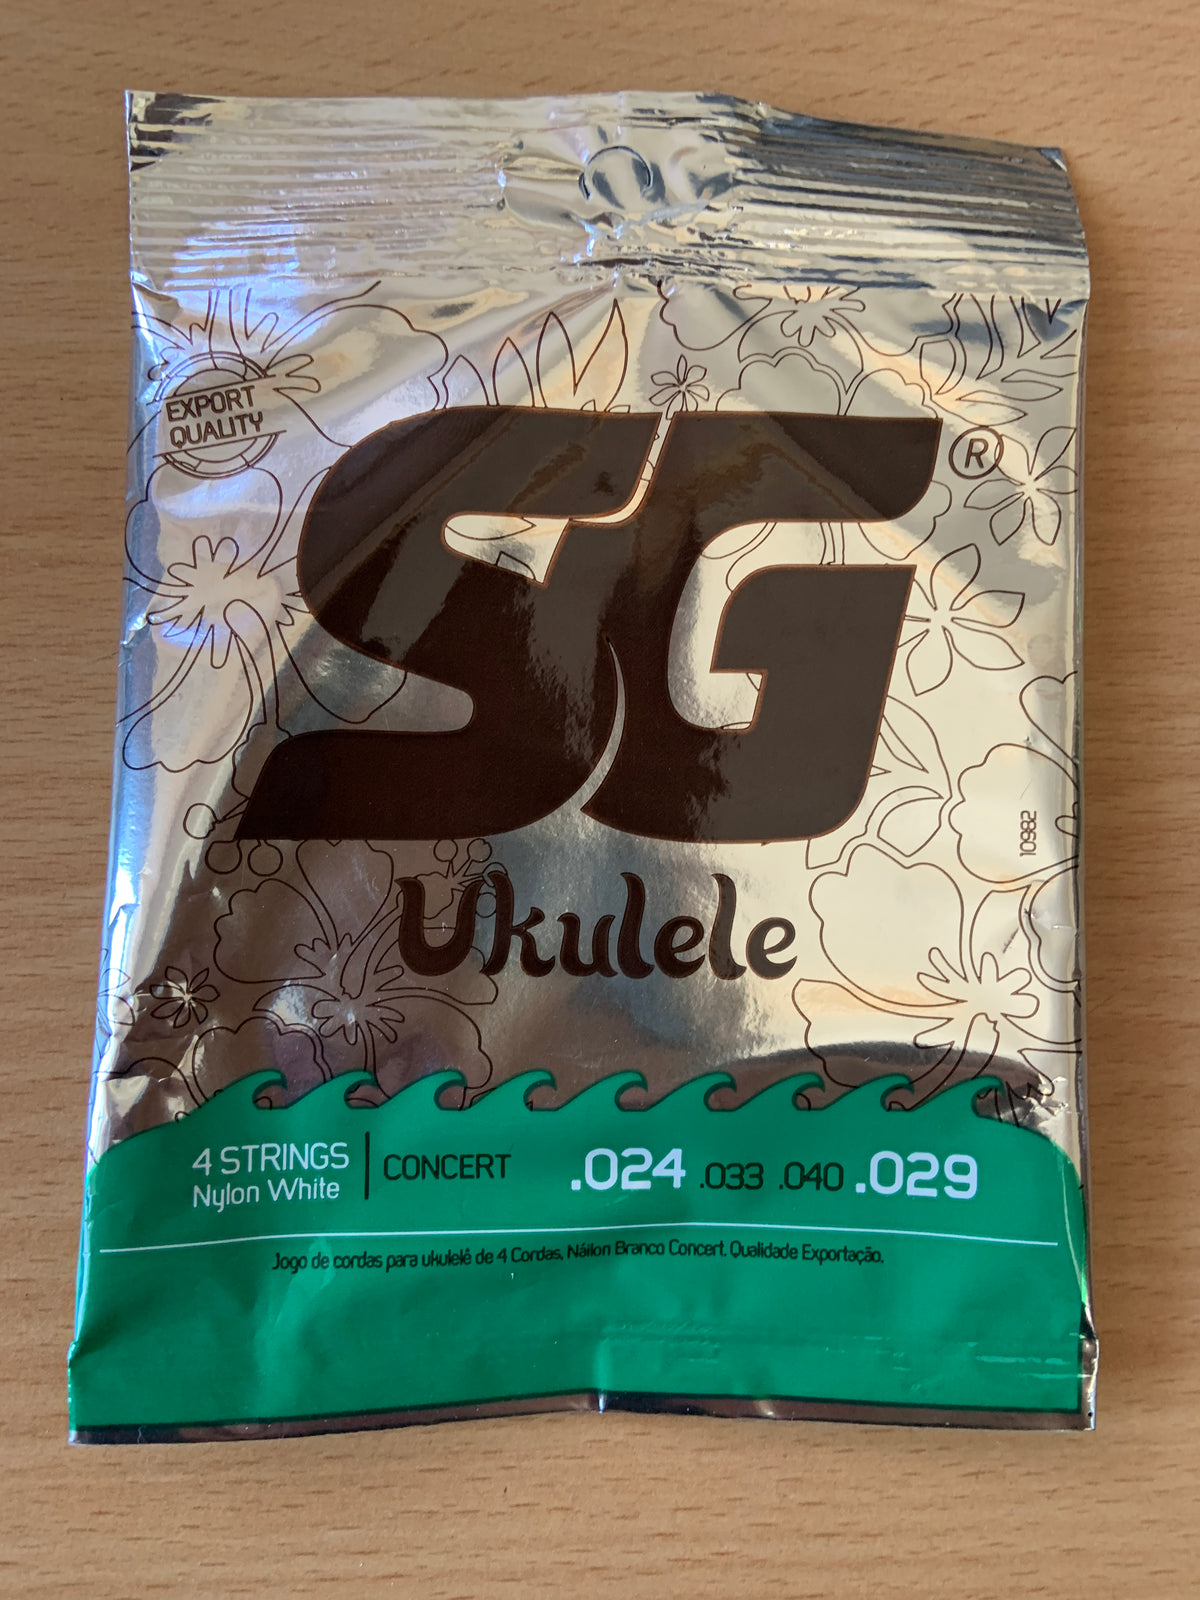 EXPORT
QUALITY
SG®
10982
Ukulele
4 STRINGS
Nylon White
CONCERT
.024 .033 .040 .029
Jogo de cordas para ukulelê de 4 Cordas, Náilon Branco Concert. Qualidade Exportação.